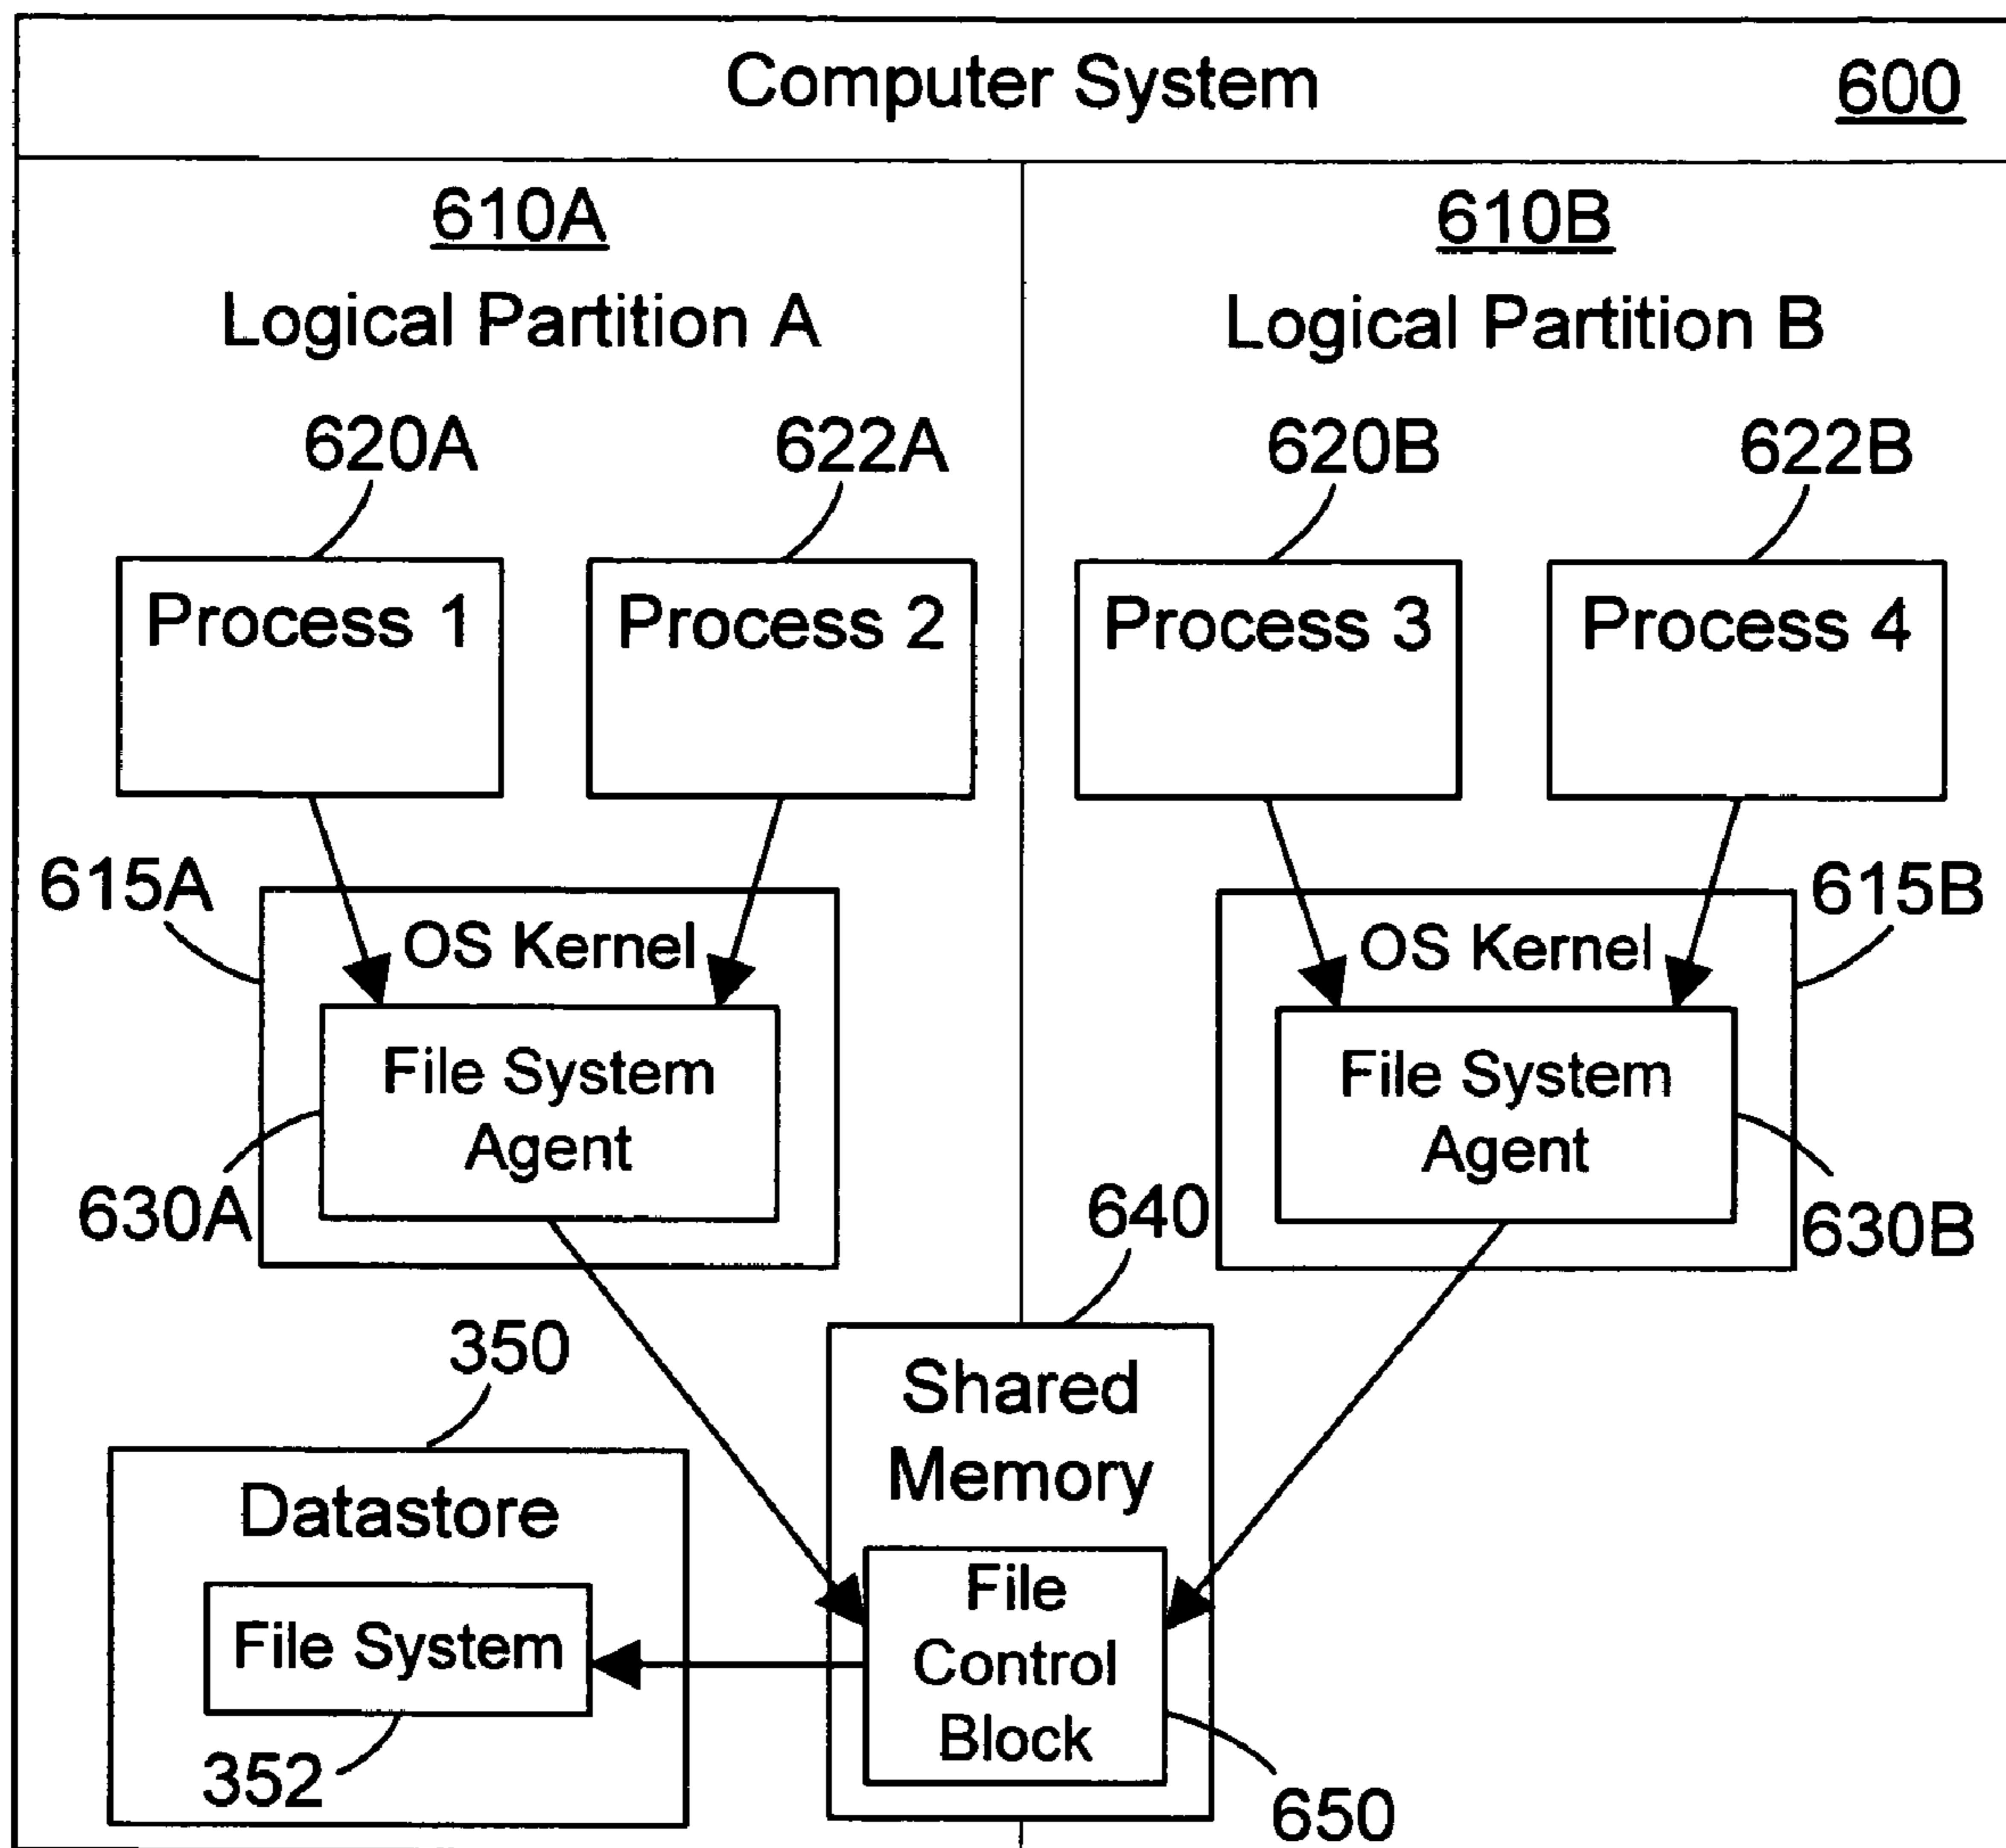 Computer System 600
610A
Logical Partition A
610B
Logical Partition B
620A
622A
620B
622B
Process 1
Process 2
Process 3
Process 4
615A
OS Kernel
File System
Agent
630A
615B
OS Kernel
File System
Agent
630B
640
Shared
Memory
File
Control
Block
650
350
Datastore
File System
352